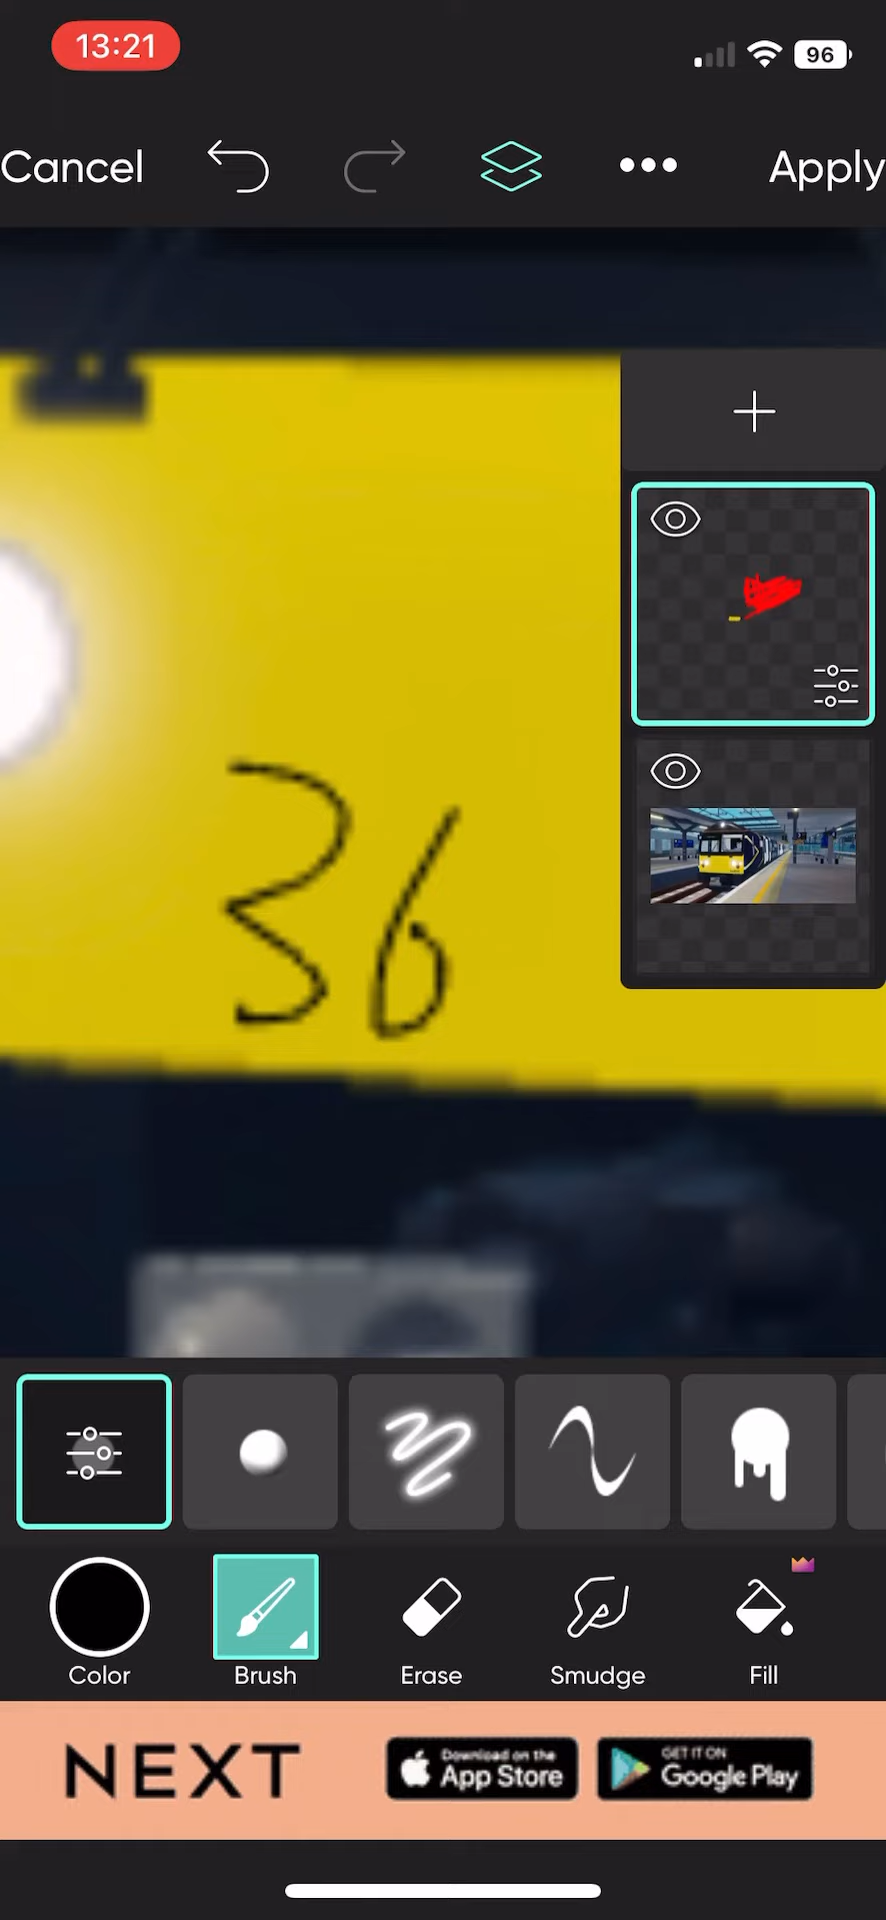 13:21
96
Cancel
Apply
36
Color
Brush
Erase
Smudge
Fill
NEXT
Download on the
App Store
GET IT ON
Google Play